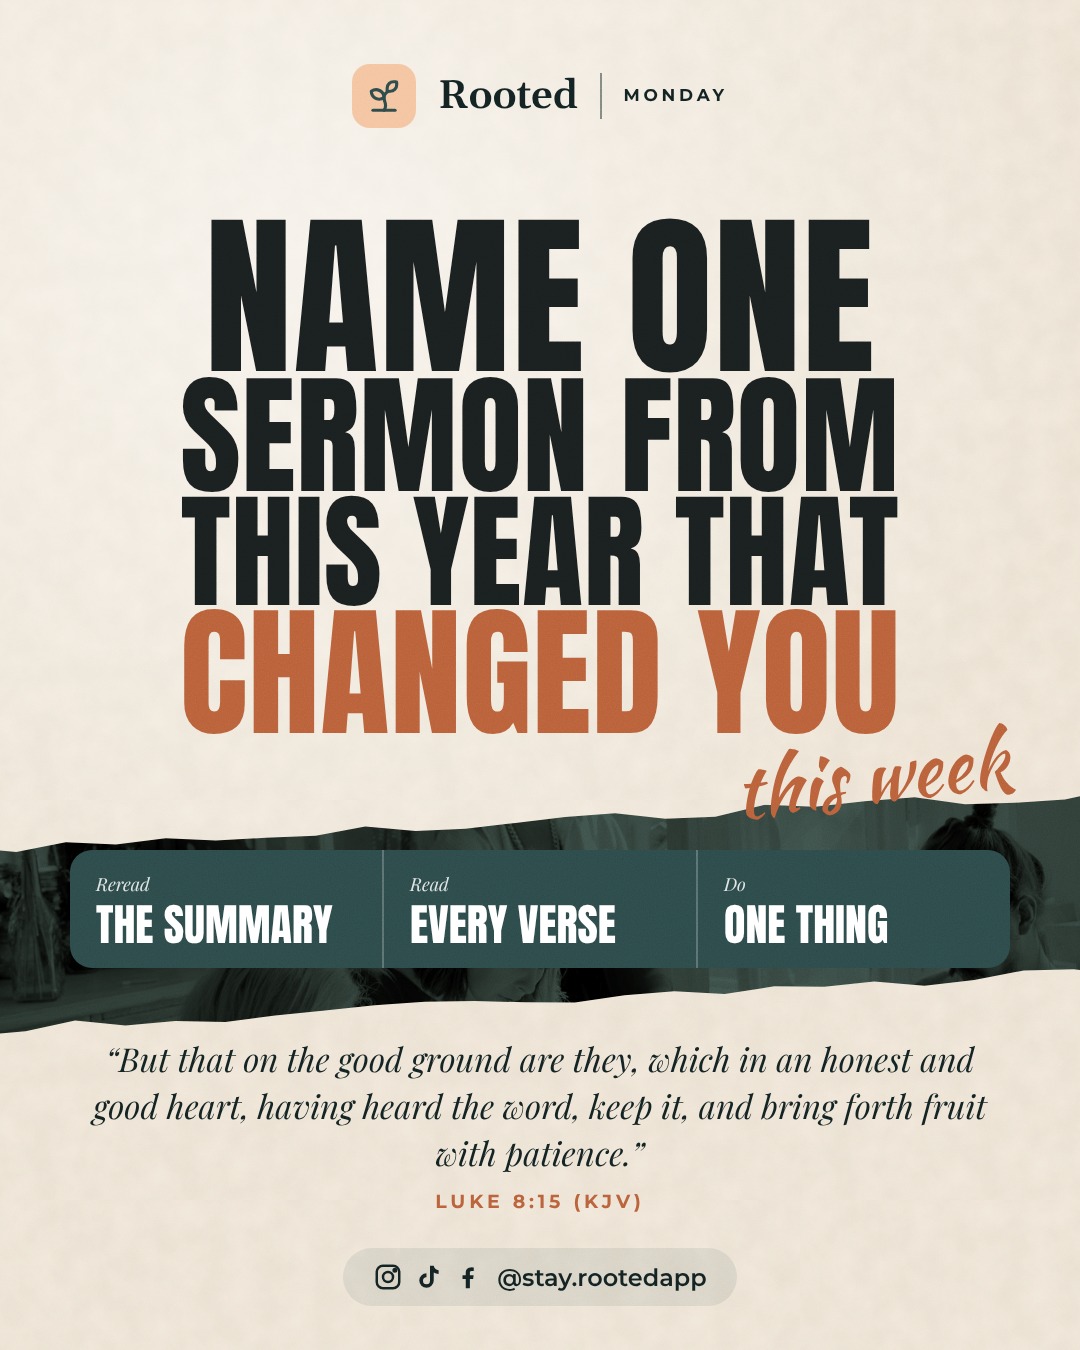 Rooted | MONDAY
NAME ONE
SERMON FROM
THIS YEAR THAT
CHANGED YOU
this week
Reread
THE SUMMARY
Read
EVERY VERSE
Do
ONE THING
“But that on the good ground are they, which in an honest and
good heart, having heard the word, keep it, and bring forth fruit
with patience.”
LUKE 8:15 (KJV)
@stay.rootedapp